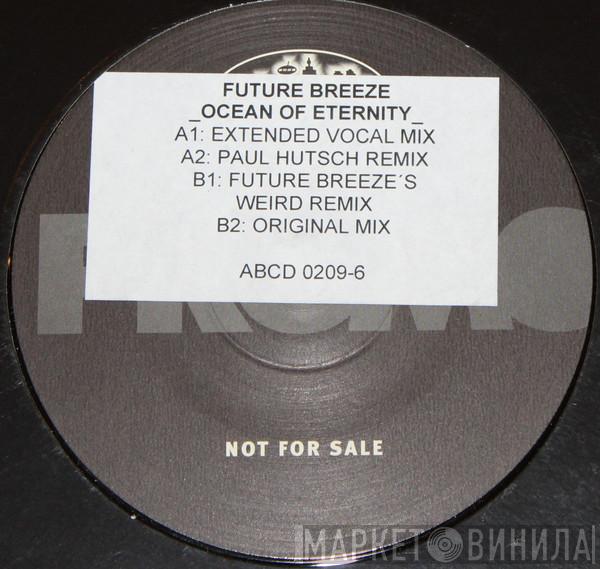 FUTURE BREEZE
_OCEAN OF ETERNITY_
A1: EXTENDED VOCAL MIX
A2: PAUL HUTSCH REMIX
B1: FUTURE BREEZE´S
WEIRD REMIX
B2: ORIGINAL MIX
ABCD 0209-6
PROMO
NOT FOR SALE
МАРКЕТ ВИНИЛА